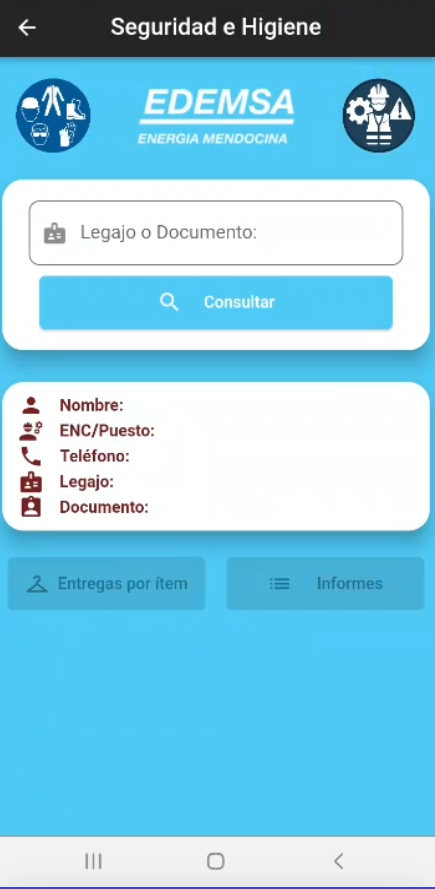 Seguridad e Higiene
EDEMSA
ENERGIA MENDOCINA
Legajo o Documento:
Consultar
Nombre:
ENC/Puesto:
Teléfono:
Legajo:
Documento:
Entregas por ítem
Informes